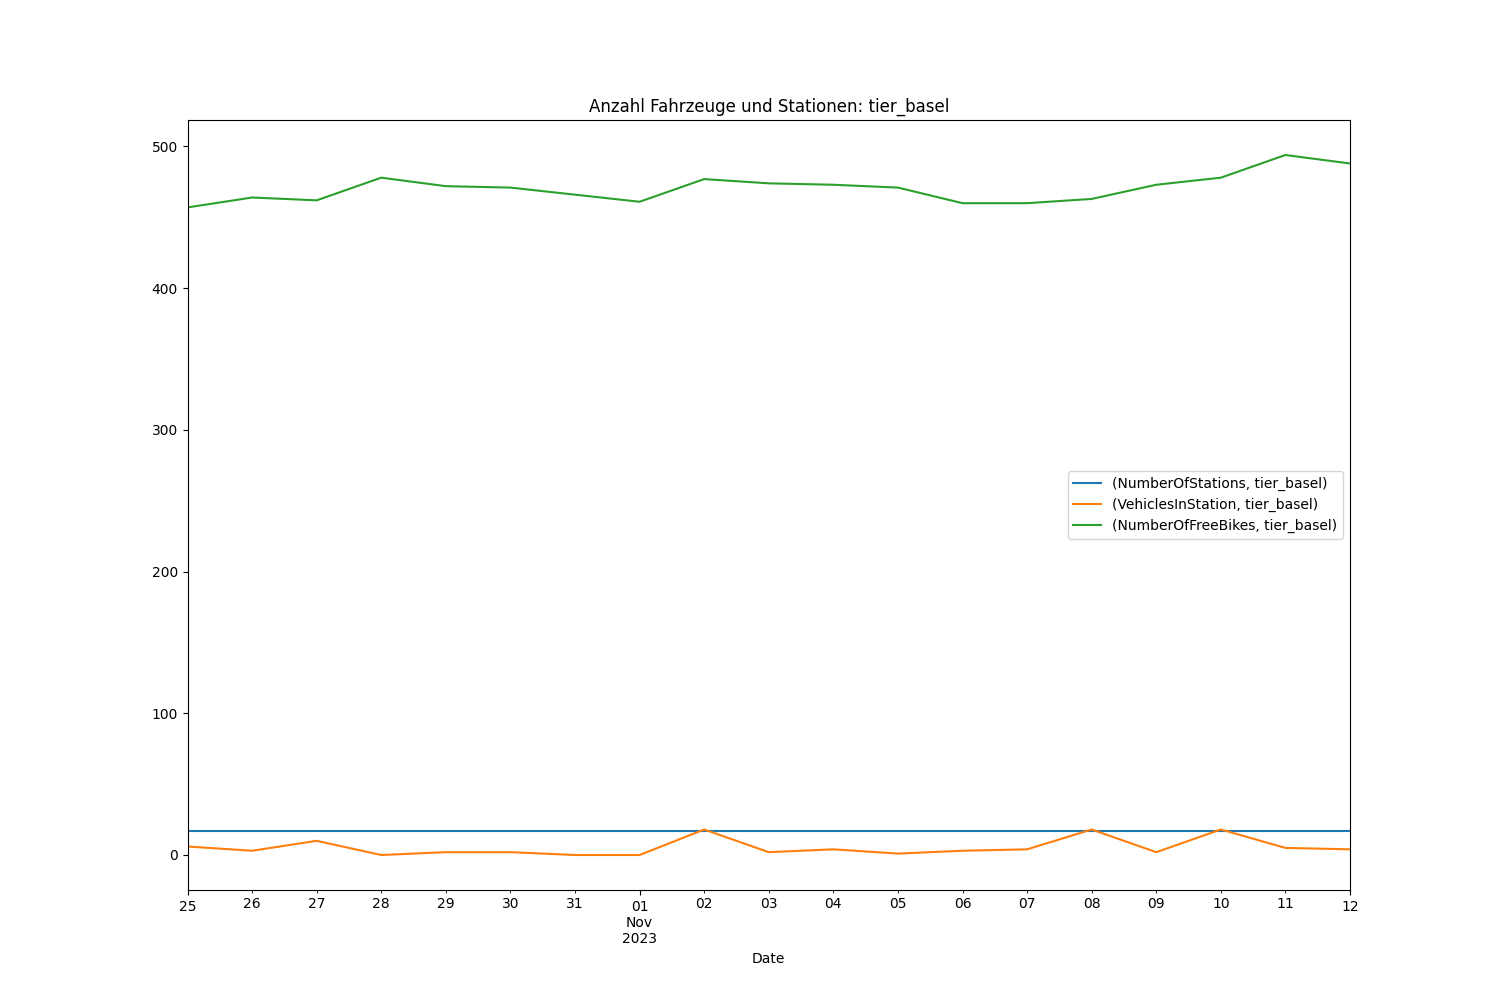 Anzahl Fahrzeuge und Stationen: tier_basel
500
400
300
200
100
0
(NumberOfStations, tier_basel)
(VehiclesInStation, tier_basel)
(NumberOfFreeBikes, tier_basel)
25 26 27 28 29 30 31 01 02 03 04 05 06 07 08 09 10 11 12
Nov
2023
Date